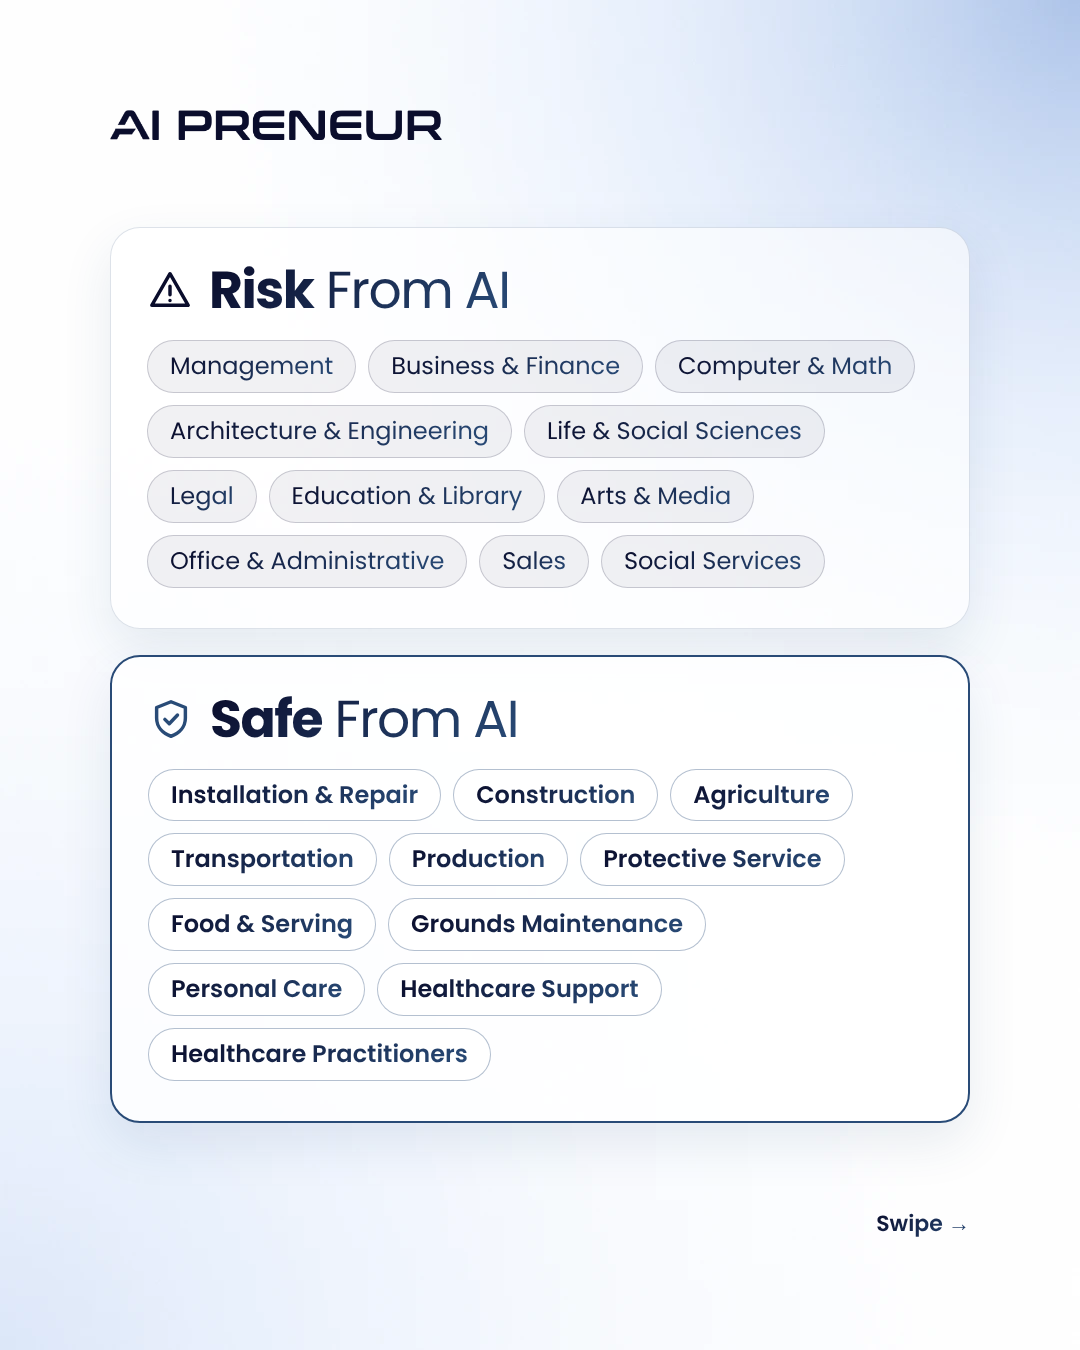 AI PRENEUR
Risk From AI
Management Business & Finance Computer & Math
Architecture & Engineering Life & Social Sciences
Legal Education & Library Arts & Media
Office & Administrative Sales Social Services
Safe From AI
Installation & Repair Construction Agriculture
Transportation Production Protective Service
Food & Serving Grounds Maintenance
Personal Care Healthcare Support
Healthcare Practitioners
Swipe →